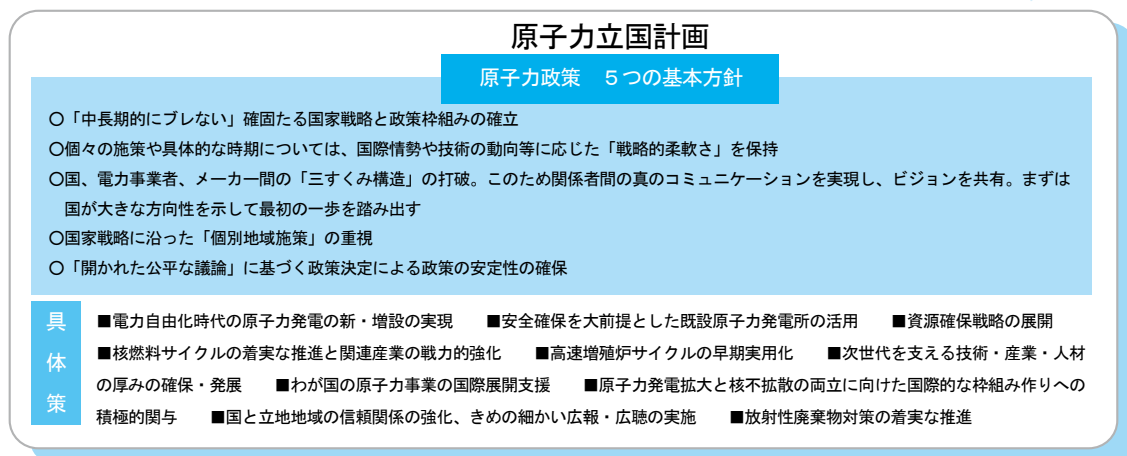 原子力立国計画
原子力政策　５つの基本方針
〇「中長期的にブレない」確固たる国家戦略と政策枠組みの確立
〇個々の施策や具体的な時期については、国際情勢や技術の動向等に応じた「戦略的柔軟さ」を保持
〇国、電力事業者、メーカー間の「三すくみ構造」の打破。このため関係者間の真のコミュニケーションを実現し、ビジョンを共有。まずは
国が大きな方向性を示して最初の一歩を踏み出す
〇国家戦略に沿った「個別地域施策」の重視
〇「開かれた公平な議論」に基づく政策決定による政策の安定性の確保
具体策
■電力自由化時代の原子力発電の新・増設の実現　■安全確保を大前提とした既設原子力発電所の活用　■資源確保戦略の展開
■核燃料サイクルの着実な推進と関連産業の戦力的強化　■高速増殖炉サイクルの早期実用化　■次世代を支える技術・産業・人材
の厚みの確保・発展　■わが国の原子力事業の国際展開支援　■原子力発電拡大と核不拡散の両立に向けた国際的な枠組み作りへの
積極的関与　■国と立地地域の信頼関係の強化、きめの細かい広報・広聴の実施　■放射性廃棄物対策の着実な推進